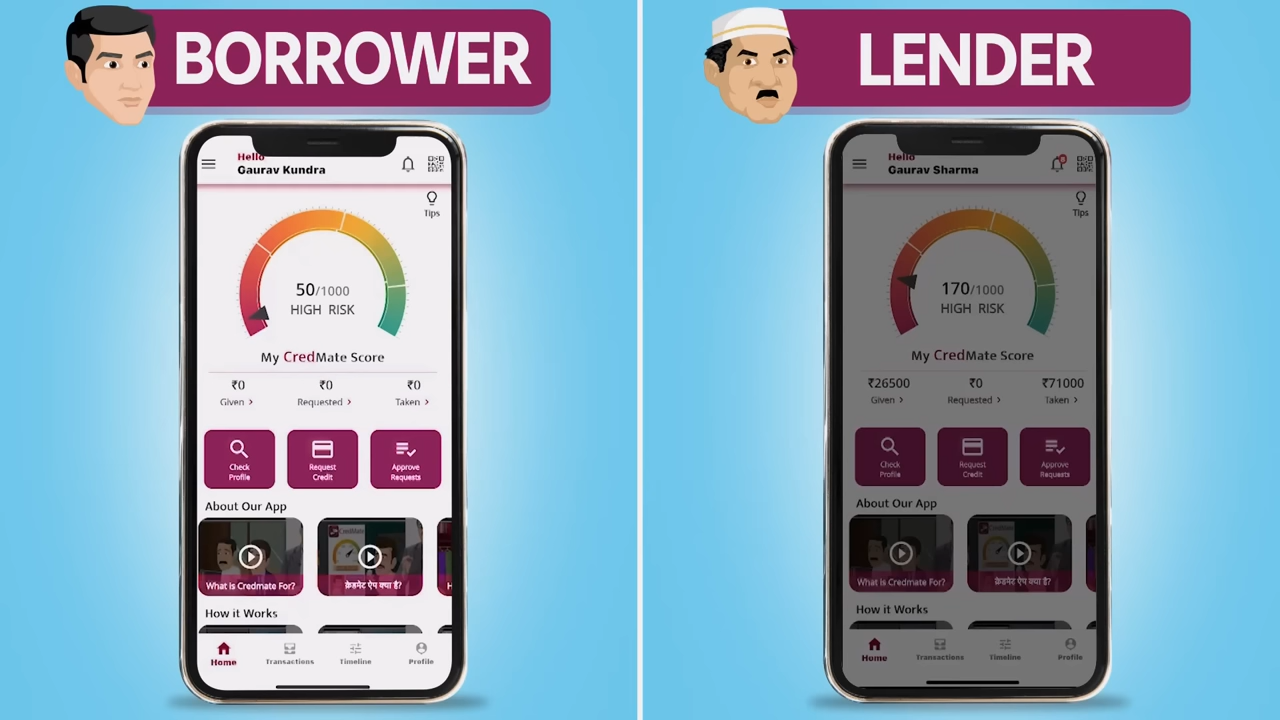 BORROWER
Hello
Gaurav Kundra
Tips
50/1000
HIGH RISK
My CredMate Score
₹0 ₹0 ₹0
Given > Requested > Taken >
Check Profile
Request Credit
Approve Requests
About Our App
What is Credmate For?
CredMate
क्रेडमेट ऐप क्या है?
H
How it Works
Home Transactions Timeline Profile
LENDER
Hello
Gaurav Sharma
Tips
170/1000
HIGH RISK
My CredMate Score
₹26500 ₹0 ₹71000
Given > Requested > Taken >
Check Profile
Request Credit
Approve Requests
About Our App
What is Credmate For?
CredMate
क्रेडमेट ऐप क्या है?
How it Works
Home Transactions Timeline Profile